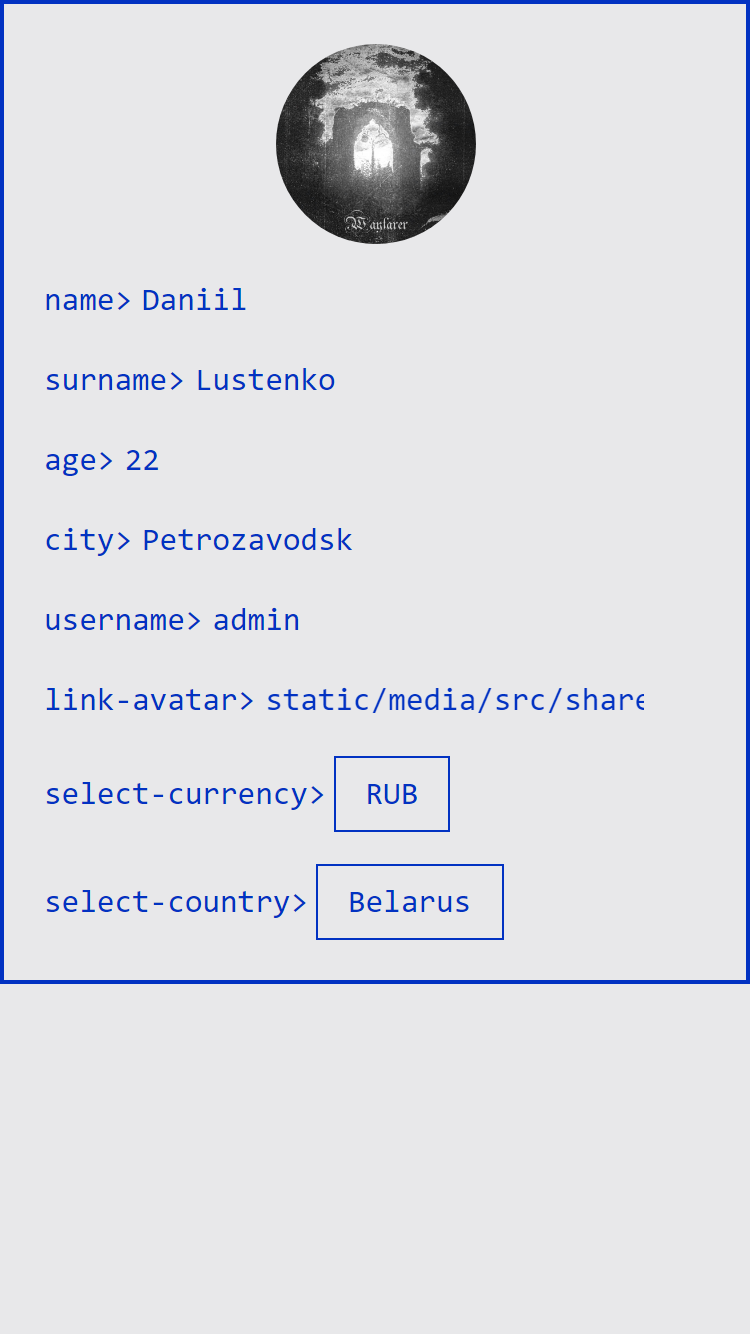 Wayfarer
name> Daniil
surname> Lustenko
age> 22
city> Petrozavodsk
username> admin
link-avatar> static/media/src/share
select-currency> RUB
select-country> Belarus